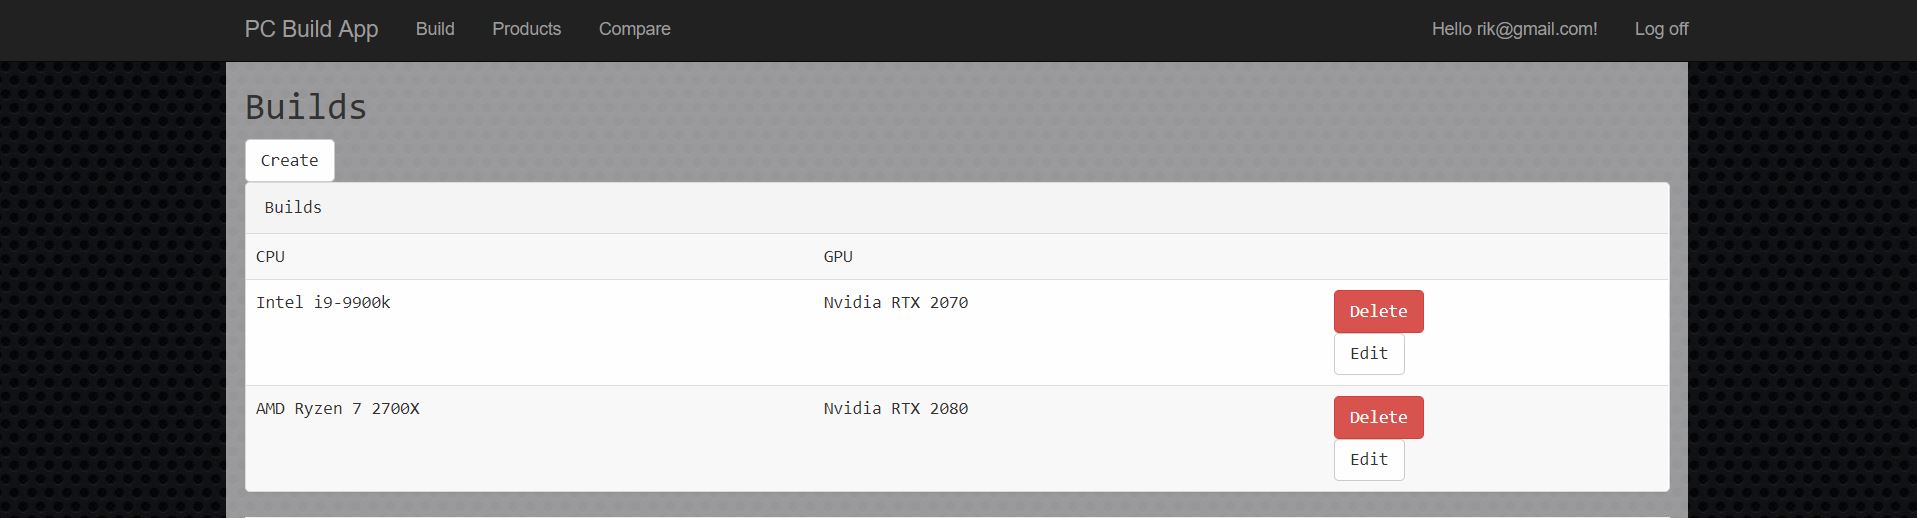 PC Build App Build Products Compare Hello rik@gmail.com! Log off
Builds
Create
Builds
CPU GPU
Intel i9-9900k Nvidia RTX 2070 Delete
Edit
AMD Ryzen 7 2700X Nvidia RTX 2080 Delete
Edit